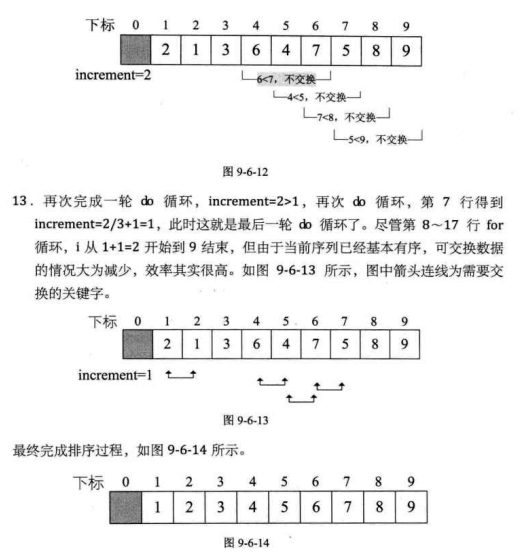 下标 0 1 2 3 4 5 6 7 8 9
2 1 3 6 4 7 5 8 9
increment=2
6<7，不交换
4<5，不交换
7<8，不交换
5<9，不交换
图 9-6-12
13．再次完成一轮 do 循环，increment=2>1，再次 do 循环，第 7 行得到
increment=2/3+1=1，此时这就是最后一轮 do 循环了。尽管第 8～17 行 for
循环，i 从 1+1=2 开始到 9 结束，但由于当前序列已经基本有序，可交换数据
的情况大为减少，效率其实很高。如图 9-6-13 所示，图中箭头连线为需要交
换的关键字。
下标 0 1 2 3 4 5 6 7 8 9
2 1 3 6 4 7 5 8 9
increment=1
图 9-6-13
最终完成排序过程，如图 9-6-14 所示。
下标 0 1 2 3 4 5 6 7 8 9
1 2 3 4 5 6 7 8 9
图 9-6-14